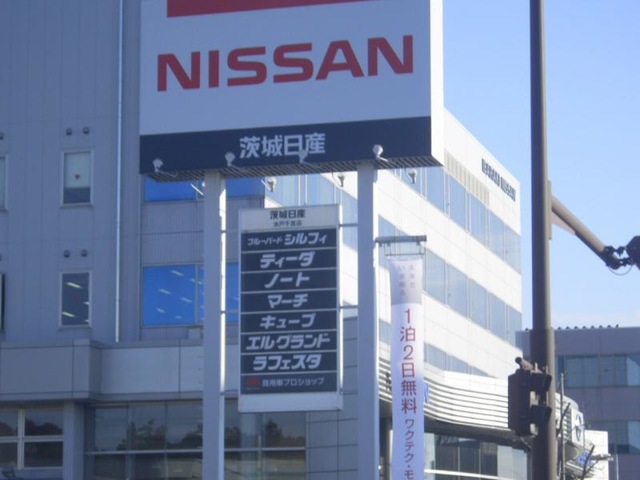 NISSAN
茨城日産
茨城日産
水戸千波店
ブルーバード シルフィ
ティーダ
ノート
マーチ
キューブ
エルグランド
ラフェスタ
商用車プロショップ
1泊2日無料 ワクテク・モ